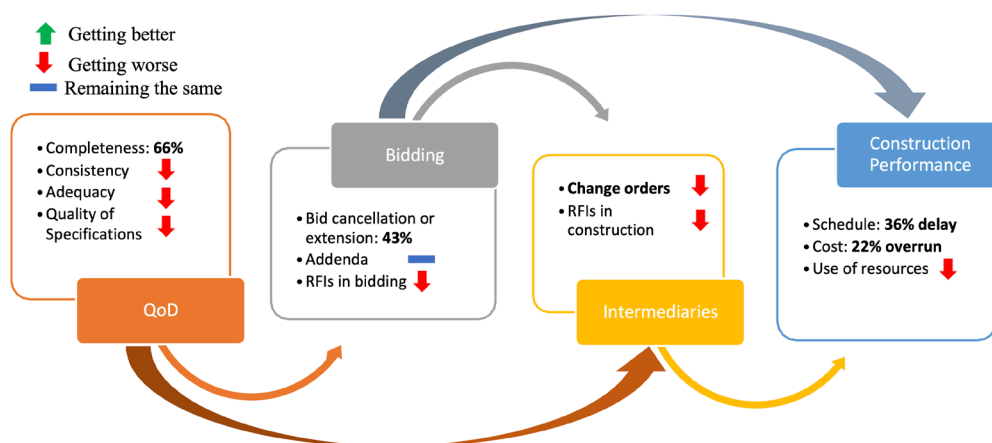 Getting better
Getting worse
Remaining the same
• Completeness: 66%
• Consistency
• Adequacy
• Quality of
Specifications
QoD
Bidding
• Bid cancellation or
extension: 43%
• Addenda
• RFIs in bidding
• Change orders
• RFIs in
construction
Intermediaries
Construction
Performance
• Schedule: 36% delay
• Cost: 22% overrun
• Use of resources